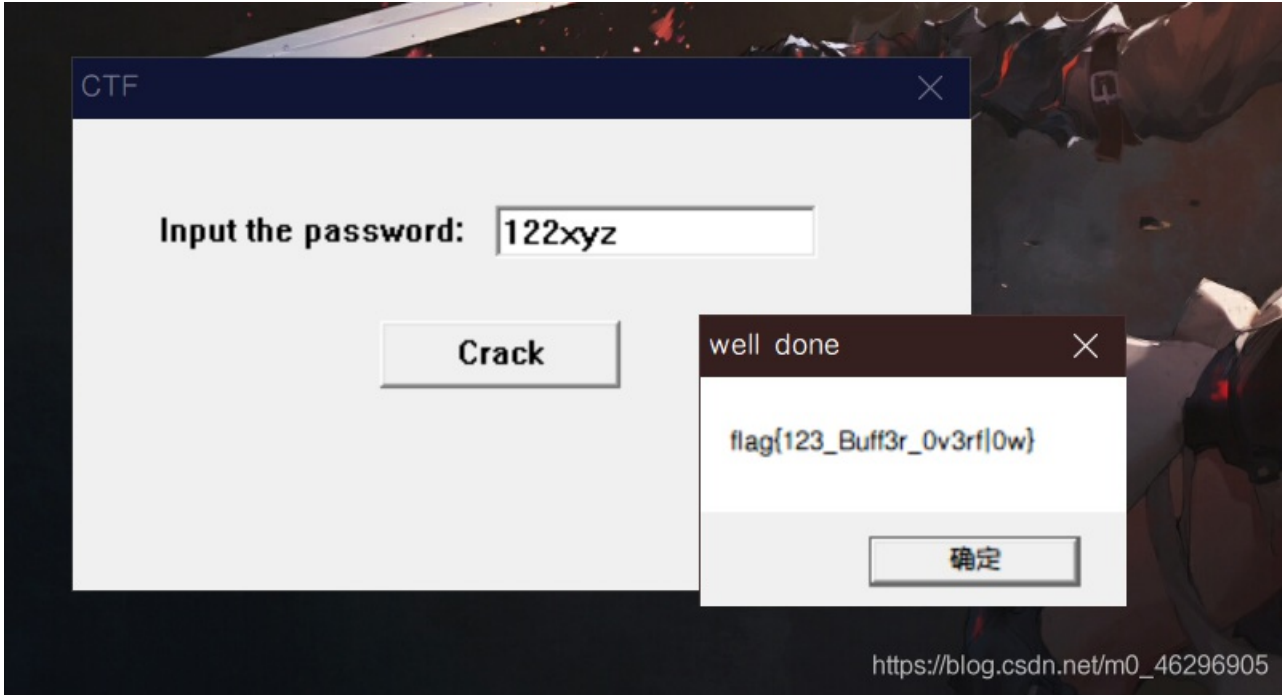 CTF
Input the password: 122xyz
Crack
well done
flag{123_Buff3r_0v3rf|0w}
确定
https://blog.csdn.net/m0_46296905